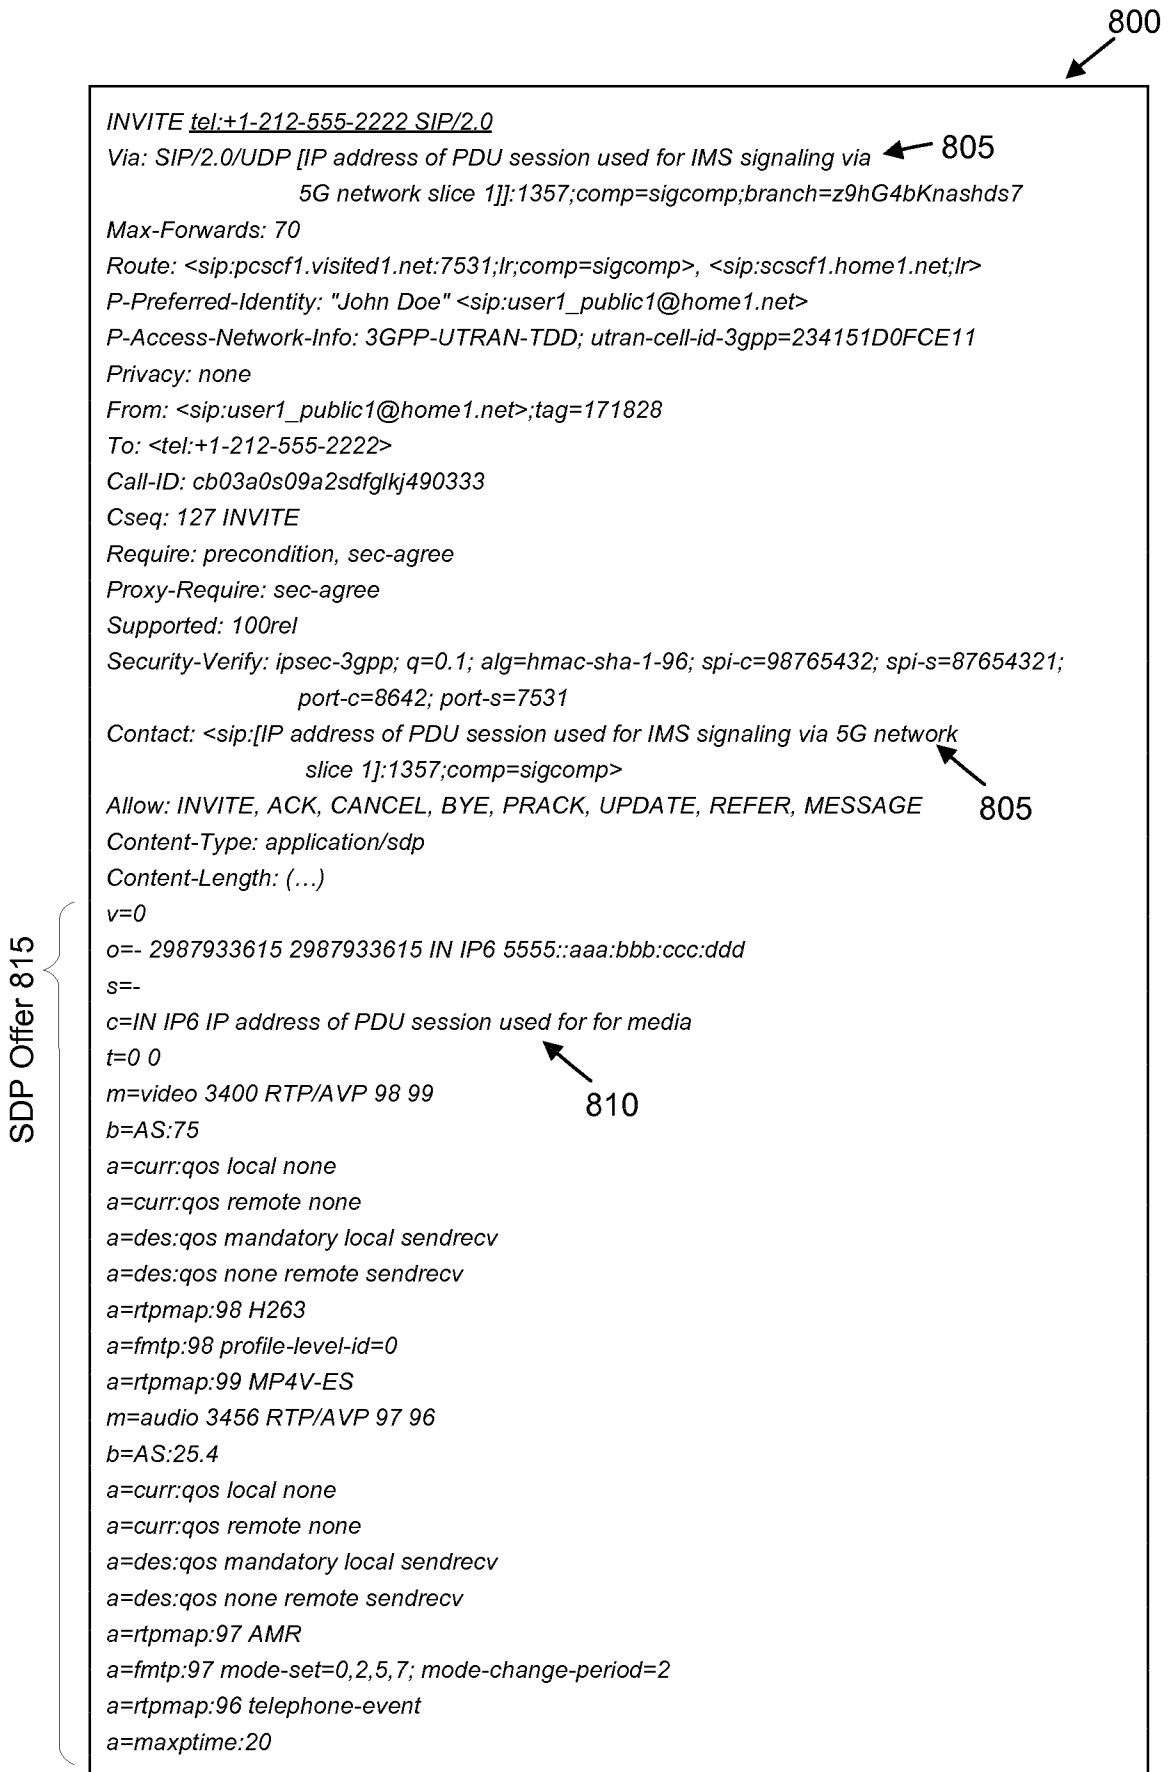 800
INVITE tel:+1-212-555-2222 SIP/2.0
Via: SIP/2.0/UDP [IP address of PDU session used for IMS signaling via
805
5G network slice 1]]:1357;comp=sigcomp;branch=z9hG4bKnashds7
Max-Forwards: 70
Route: <sip:pcscf1.visited1.net:7531;lr;comp=sigcomp>, <sip:scscf1.home1.net;lr>
P-Preferred-Identity: "John Doe" <sip:user1_public1@home1.net>
P-Access-Network-Info: 3GPP-UTRAN-TDD; utran-cell-id-3gpp=234151D0FCE11
Privacy: none
From: <sip:user1_public1@home1.net>;tag=171828
To: <tel:+1-212-555-2222>
Call-ID: cb03a0s09a2sdfglkj490333
Cseq: 127 INVITE
Require: precondition, sec-agree
Proxy-Require: sec-agree
Supported: 100rel
Security-Verify: ipsec-3gpp; q=0.1; alg=hmac-sha-1-96; spi-c=98765432; spi-s=87654321;
port-c=8642; port-s=7531
Contact: <sip:[IP address of PDU session used for IMS signaling via 5G network
slice 1]:1357;comp=sigcomp>
805
Allow: INVITE, ACK, CANCEL, BYE, PRACK, UPDATE, REFER, MESSAGE
Content-Type: application/sdp
Content-Length: (...)
SDP Offer 815
v=0
o=- 2987933615 2987933615 IN IP6 5555::aaa:bbb:ccc:ddd
s=-
c=IN IP6 IP address of PDU session used for for media
810
t=0 0
m=video 3400 RTP/AVP 98 99
b=AS:75
a=curr:qos local none
a=curr:qos remote none
a=des:qos mandatory local sendrecv
a=des:qos none remote sendrecv
a=rtpmap:98 H263
a=fmtp:98 profile-level-id=0
a=rtpmap:99 MP4V-ES
m=audio 3456 RTP/AVP 97 96
b=AS:25.4
a=curr:qos local none
a=curr:qos remote none
a=des:qos mandatory local sendrecv
a=des:qos none remote sendrecv
a=rtpmap:97 AMR
a=fmtp:97 mode-set=0,2,5,7; mode-change-period=2
a=rtpmap:96 telephone-event
a=maxptime:20